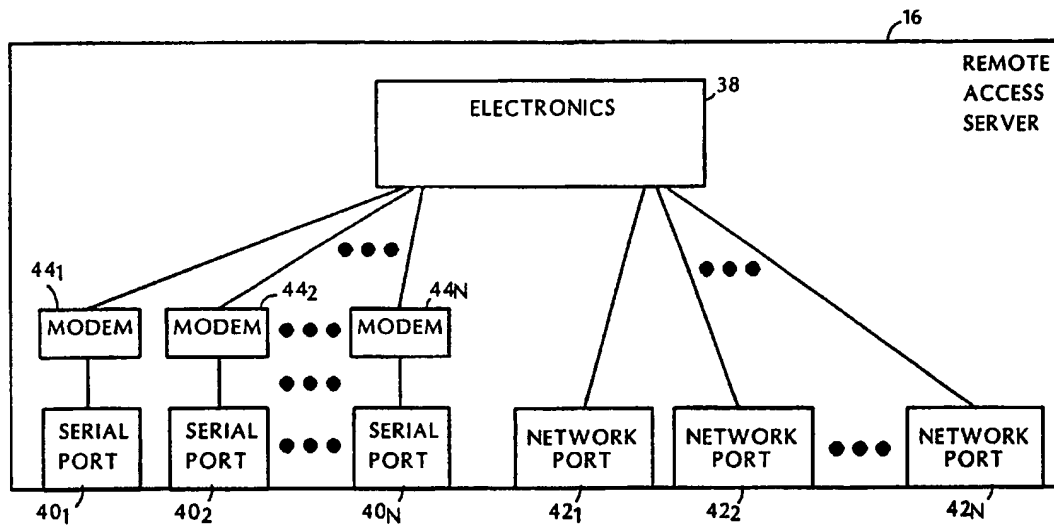 16
REMOTE
ACCESS
SERVER
38
ELECTRONICS
44₁
44₂
44N
MODEM
MODEM
MODEM
SERIAL
PORT
SERIAL
PORT
SERIAL
PORT
NETWORK
PORT
NETWORK
PORT
NETWORK
PORT
40₁
40₂
40N
42₁
42₂
42N